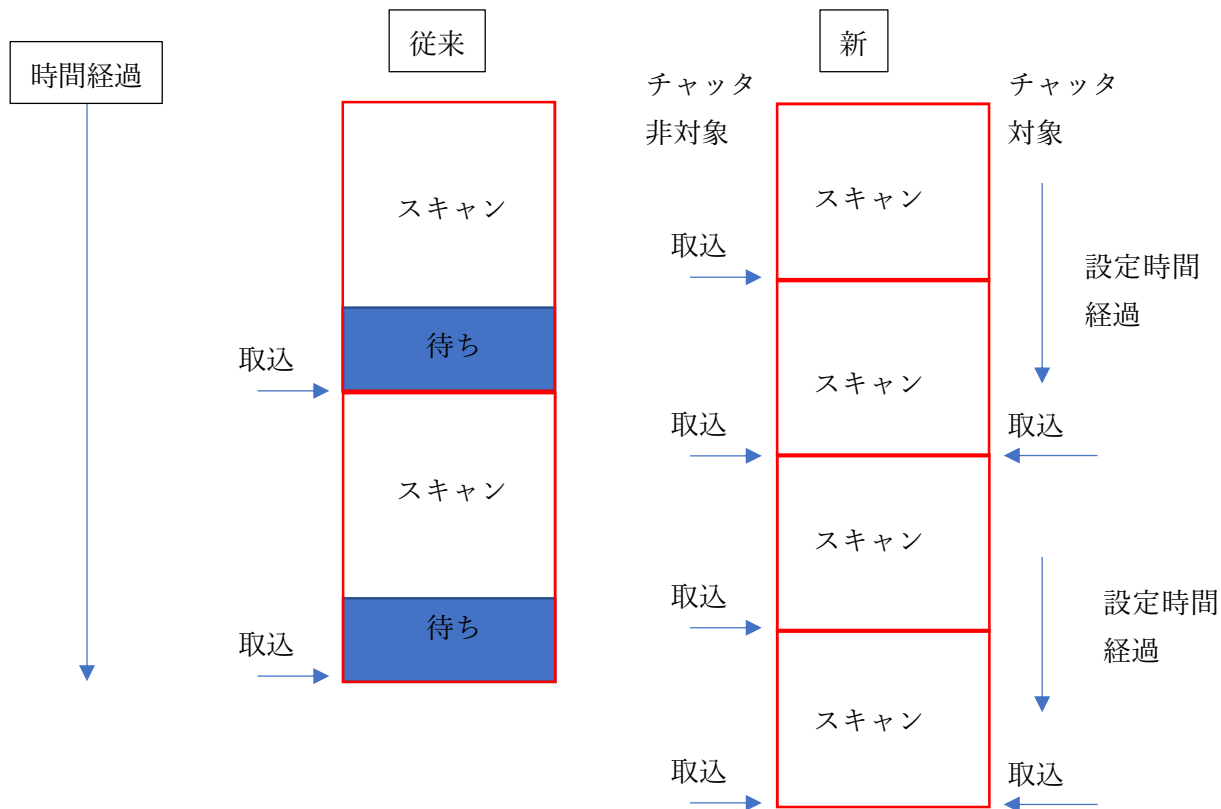 時間経過
従来
スキャン
待ち
取込
スキャン
待ち
取込
新
チャッタ
非対象
チャッタ
対象
スキャン
取込
設定時間
経過
スキャン
取込
取込
スキャン
取込
設定時間
経過
スキャン
取込
取込